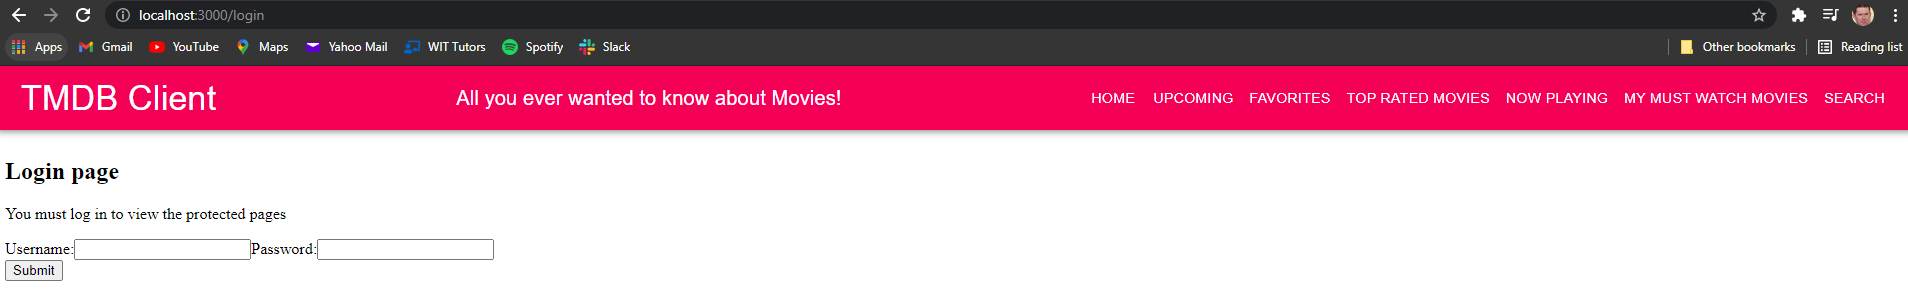 localhost:3000/login
Apps Gmail YouTube Maps Yahoo Mail WIT Tutors Spotify Slack Other bookmarks Reading list
TMDB Client All you ever wanted to know about Movies! HOME UPCOMING FAVORITES TOP RATED MOVIES NOW PLAYING MY MUST WATCH MOVIES SEARCH
Login page
You must log in to view the protected pages
Username: Password:
Submit